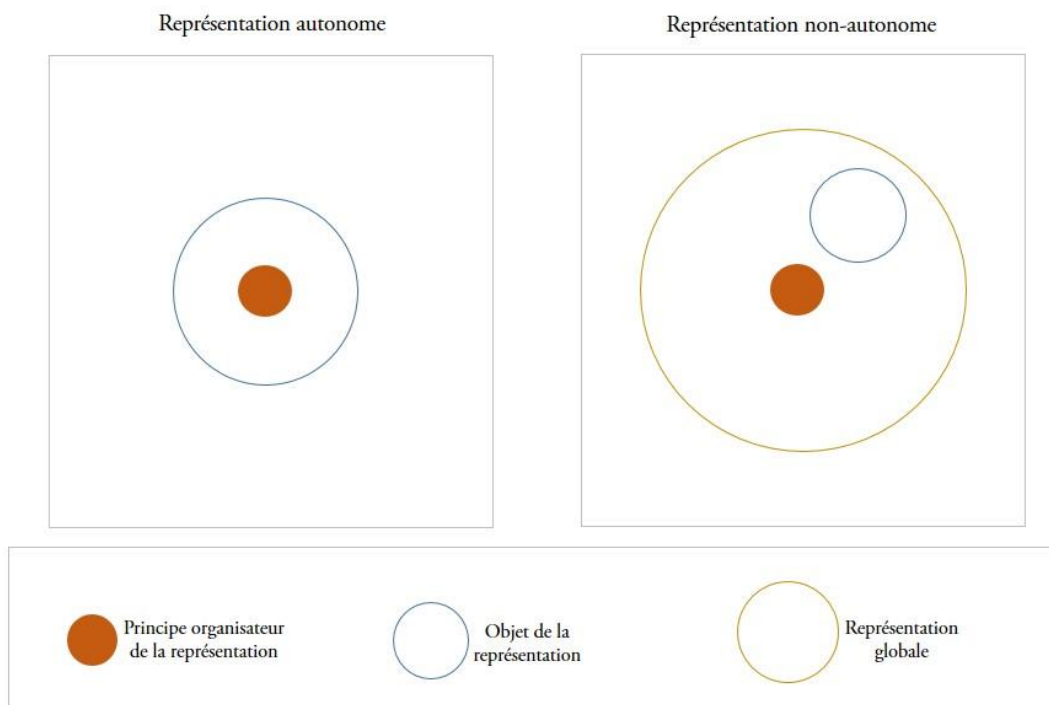 Représentation autonome
Représentation non-autonome
Principe organisateur
de la représentation
Objet de la
représentation
Représentation
globale